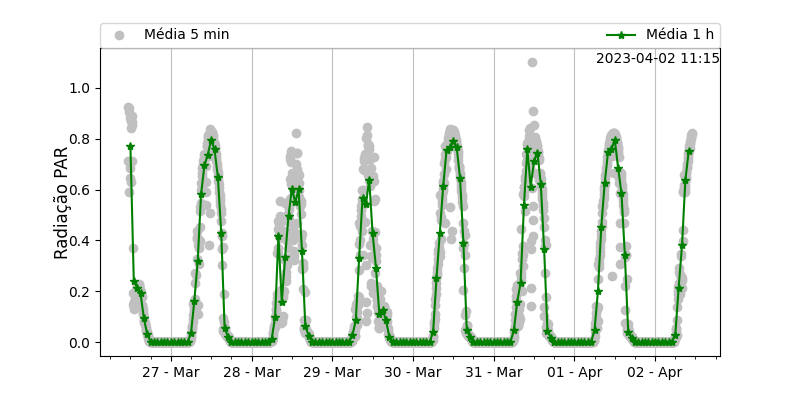 Média 5 min
Média 1 h
2023-04-02 11:15
Radiação PAR
1.0
0.8
0.6
0.4
0.2
0.0
27 - Mar
28 - Mar
29 - Mar
30 - Mar
31 - Mar
01 - Apr
02 - Apr